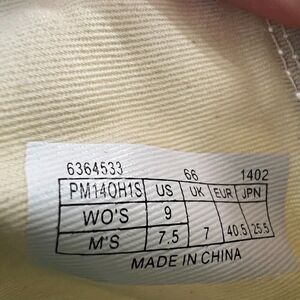 6364533 66 1402
PM14OH1S US UK EUR JPN
WO'S 9
M'S 7.5 7 40.5 25.5
MADE IN CHINA